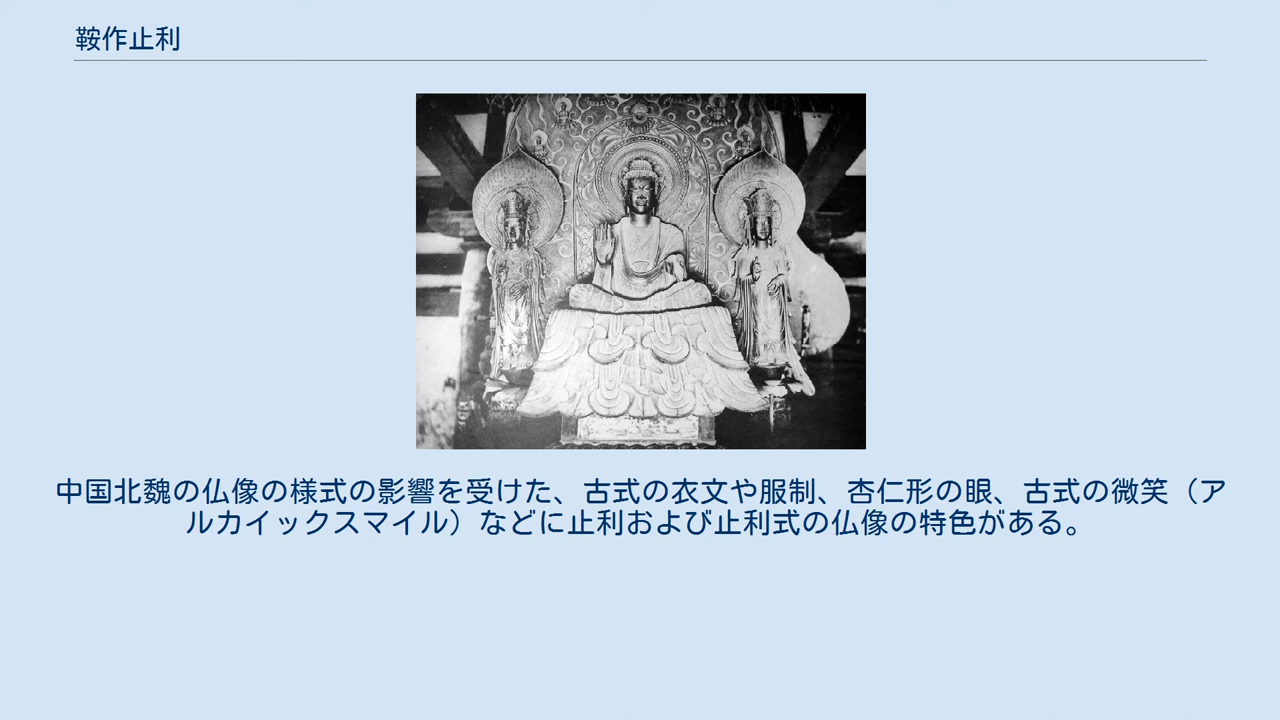 鞍作止利
中国北魏の仏像の様式の影響を受けた、古式の衣文や服制、杏仁形の眼、古式の微笑（ア
ルカイックスマイル）などに止利および止利式の仏像の特色がある。